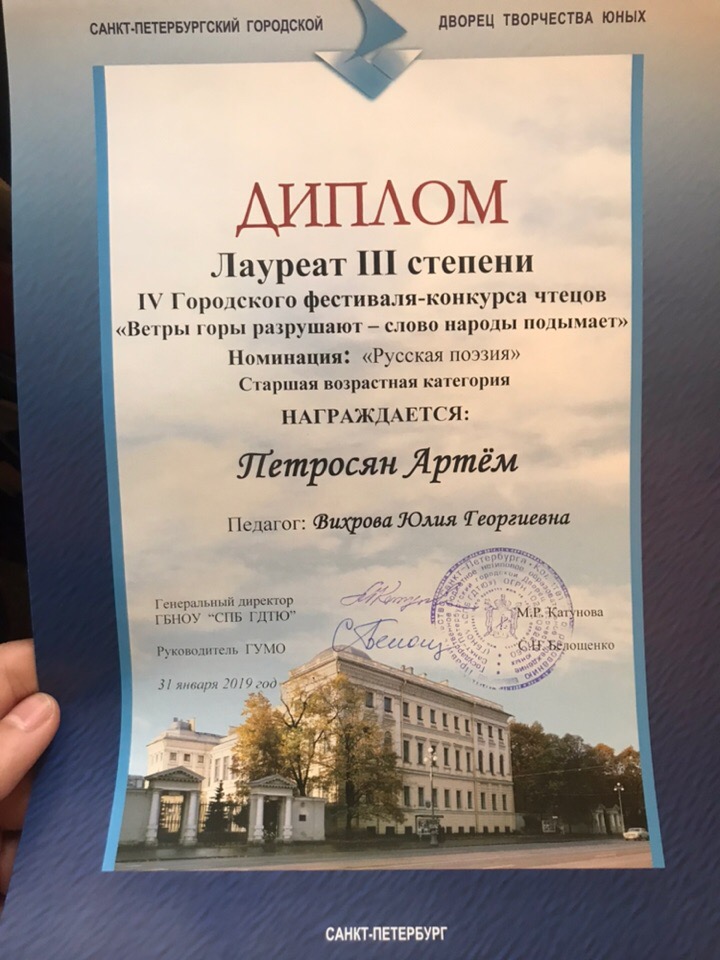 САНКТ-ПЕТЕРБУРГСКИЙ ГОРОДСКОЙ ДВОРЕЦ ТВОРЧЕСТВА ЮНЫХ
ДИПЛОМ
Лауреат III степени
IV Городского фестиваля-конкурса чтецов
«Ветры горы разрушают – слово народы подымает»
Номинация: «Русская поэзия»
Старшая возрастная категория
НАГРАЖДАЕТСЯ:
Петросян Артём
Педагог: Вихрова Юлия Георгиевна
Генеральный директор
ГБНОУ "СПБ ГДТЮ" М.Р. Катунова
Руководитель ГУМО С.Н. Белощенко
31 января 2019 год
САНКТ-ПЕТЕРБУРГ